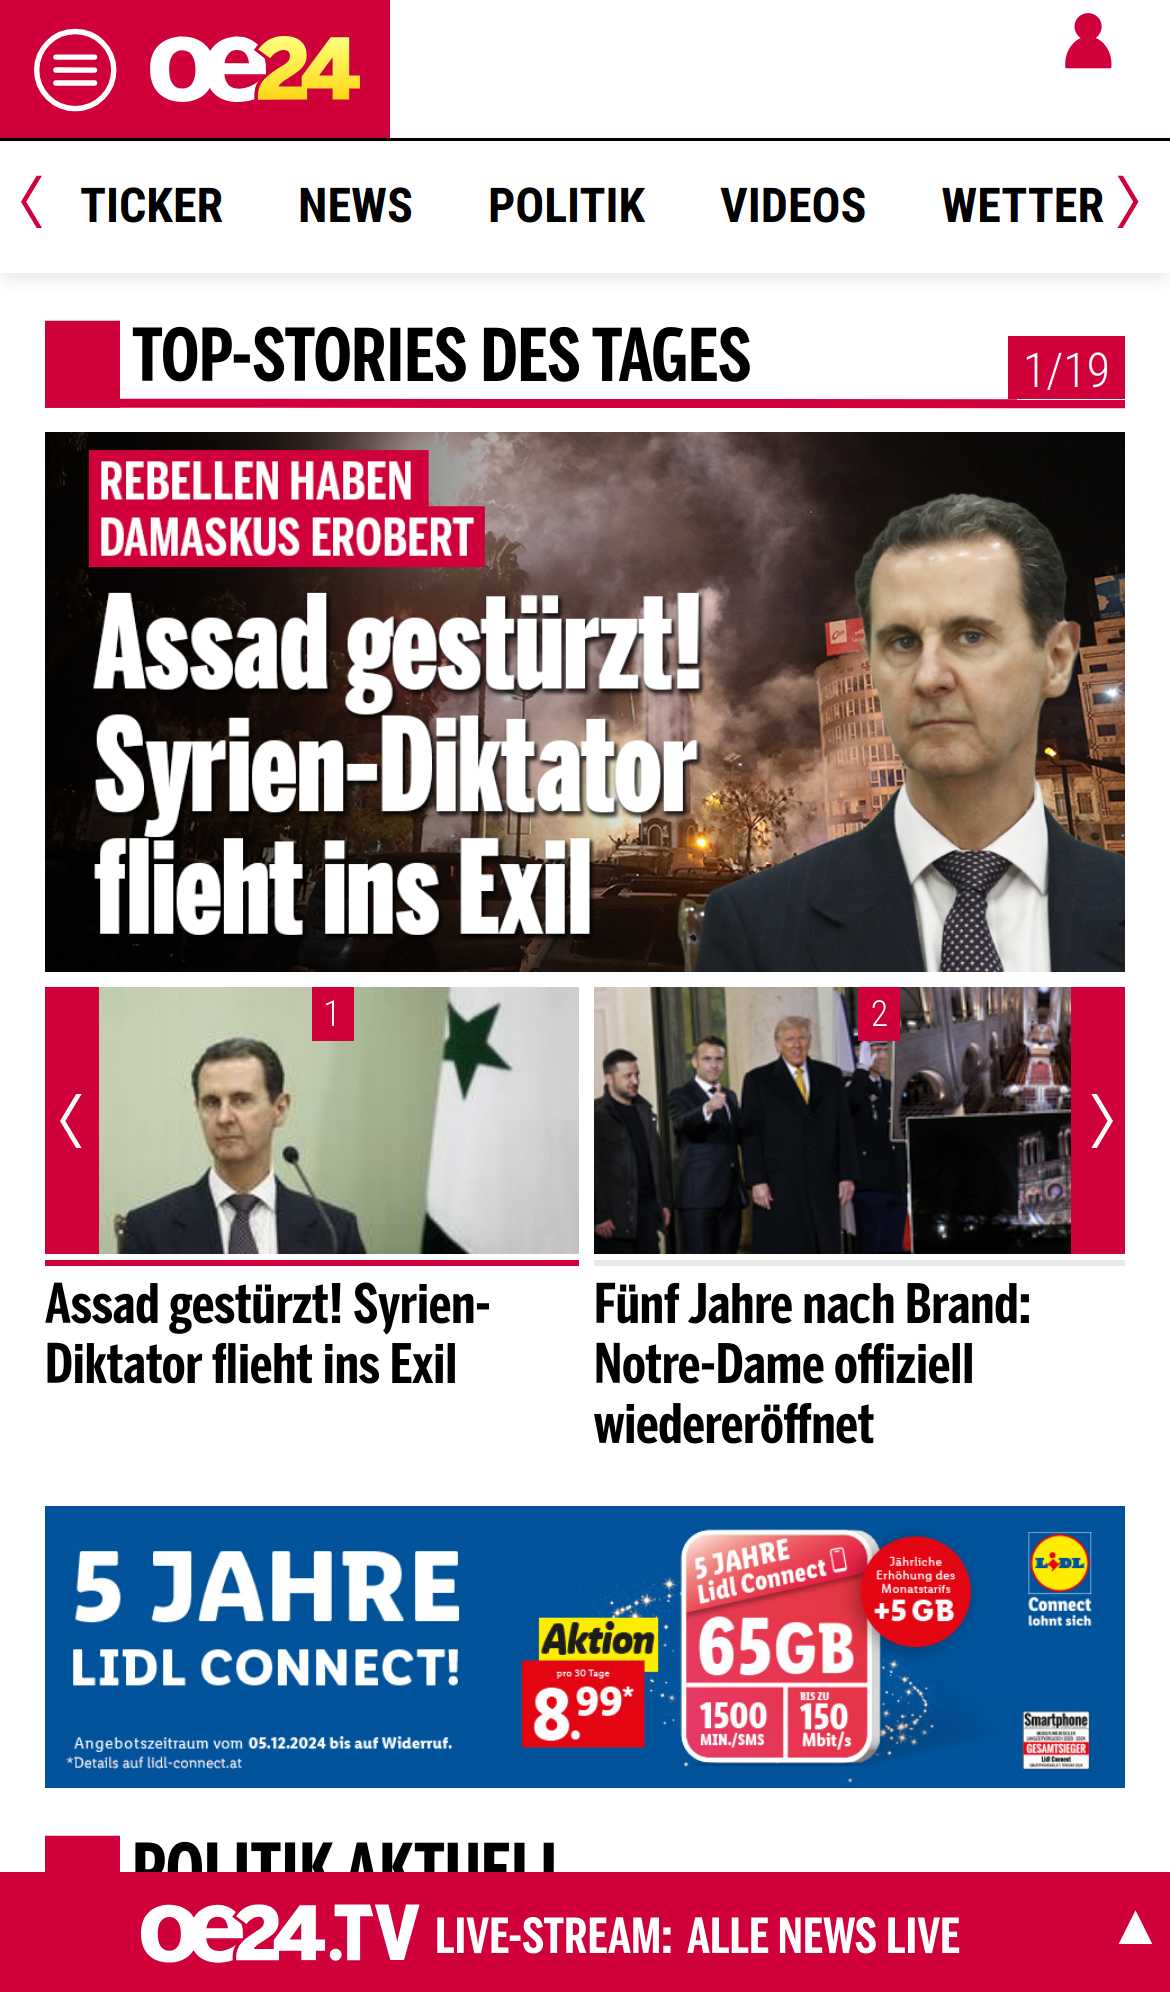 oe24
TICKER NEWS POLITIK VIDEOS WETTER
TOP-STORIES DES TAGES
1/19
REBELLEN HABEN
DAMASKUS EROBERT
Assad gestürzt!
Syrien-Diktator
flieht ins Exil
1
2
Assad gestürzt! Syrien-
Diktator flieht ins Exil
Fünf Jahre nach Brand:
Notre-Dame offiziell
wiedereröffnet
5 JAHRE
LIDL CONNECT!
Angebotszeitraum vom 05.12.2024 bis auf Widerruf.
*Details auf lidl-connect.at
Aktion
pro 30 Tage
8.99*
5 JAHRE
Lidl Connect
65GB
1500
MIN./SMS
BIS ZU
150
Mbit/s
Jährliche
Erhöhung des
Monatstarifs
+5 GB
LIDL
Connect
lohnt sich
Smartphone
GESAMTSIEGER
Lidl Connect
POLITIK AKTUELL
oe24.TV LIVE-STREAM: ALLE NEWS LIVE